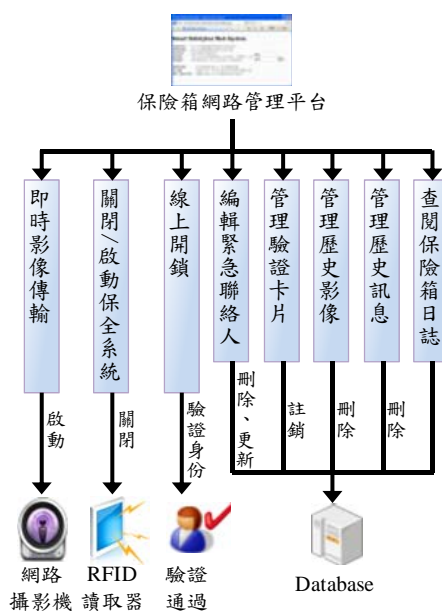 保險箱網路管理平台
即時影像傳輸
關閉/啟動保全系統
線上開鎖
編輯緊急聯絡人
管理驗證卡片
管理歷史影像
管理歷史訊息
查閱保險箱日誌
啟動
關閉
驗證身份
刪除、更新
註銷
刪除
刪除
網路
攝影機
RFID
讀取器
驗證
通過
Database